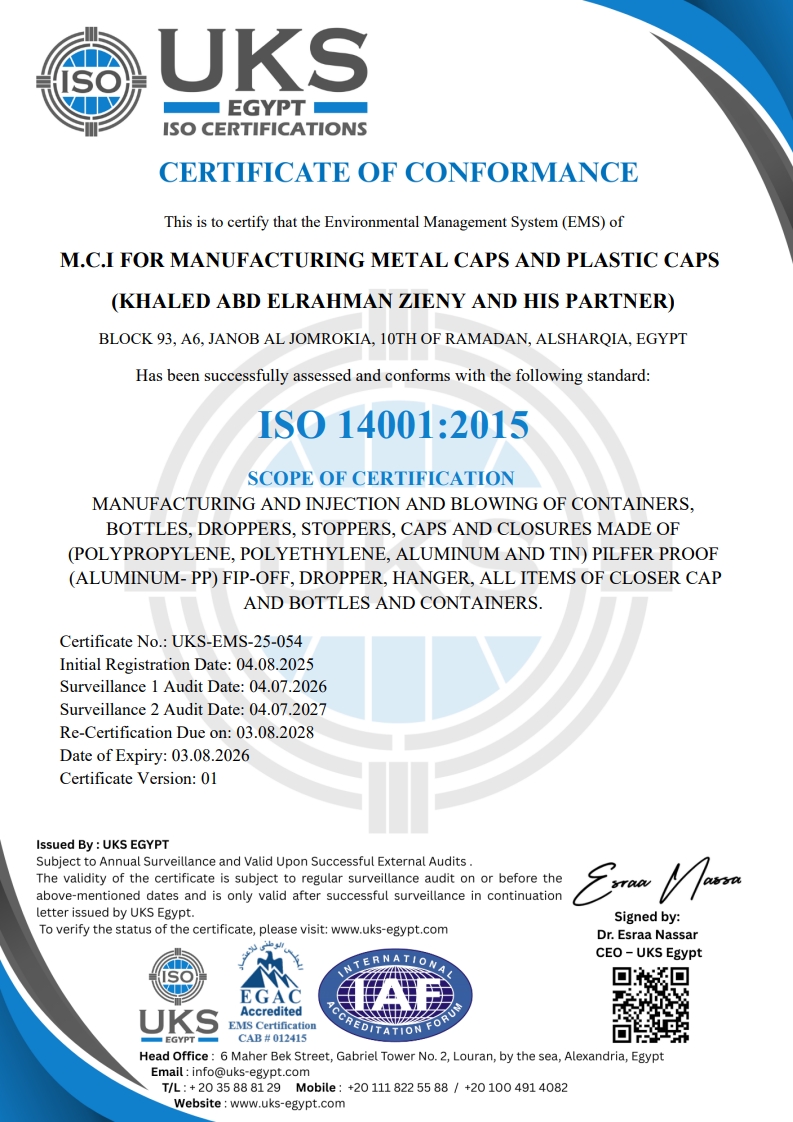 ISO
UKS
EGYPT
ISO CERTIFICATIONS
CERTIFICATE OF CONFORMANCE
This is to certify that the Environmental Management System (EMS) of
M.C.I FOR MANUFACTURING METAL CAPS AND PLASTIC CAPS
(KHALED ABD ELRAHMAN ZIENY AND HIS PARTNER)
BLOCK 93, A6, JANOB AL JOMROKIA, 10TH OF RAMADAN, ALSHARQIA, EGYPT
Has been successfully assessed and conforms with the following standard:
ISO 14001:2015
SCOPE OF CERTIFICATION
MANUFACTURING AND INJECTION AND BLOWING OF CONTAINERS,
BOTTLES, DROPPERS, STOPPERS, CAPS AND CLOSURES MADE OF
(POLYPROPYLENE, POLYETHYLENE, ALUMINUM AND TIN) PILFER PROOF
(ALUMINUM- PP) FIP-OFF, DROPPER, HANGER, ALL ITEMS OF CLOSER CAP
AND BOTTLES AND CONTAINERS.
UKS
Certificate No.: UKS-EMS-25-054
Initial Registration Date: 04.08.2025
Surveillance 1 Audit Date: 04.07.2026
Surveillance 2 Audit Date: 04.07.2027
Re-Certification Due on: 03.08.2028
Date of Expiry: 03.08.2026
Certificate Version: 01
Issued By : UKS EGYPT
Subject to Annual Surveillance and Valid Upon Successful External Audits .
The validity of the certificate is subject to regular surveillance audit on or before the
above-mentioned dates and is only valid after successful surveillance in continuation
letter issued by UKS Egypt.
To verify the status of the certificate, please visit: www.uks-egypt.com
Esraa Nassa
Signed by:
Dr. Esraa Nassar
CEO – UKS Egypt
ISO
UKS
EGYPT
المجلس الوطني للاعتماد
EGAC
Accredited
EMS Certification
CAB # 012415
INTERNATIONAL
IAF
ACCREDITATION FORUM
Head Office : 6 Maher Bek Street, Gabriel Tower No. 2, Louran, by the sea, Alexandria, Egypt
Email : info@uks-egypt.com
T/L : + 20 35 88 81 29 Mobile : +20 111 822 55 88 / +20 100 491 4082
Website : www.uks-egypt.com